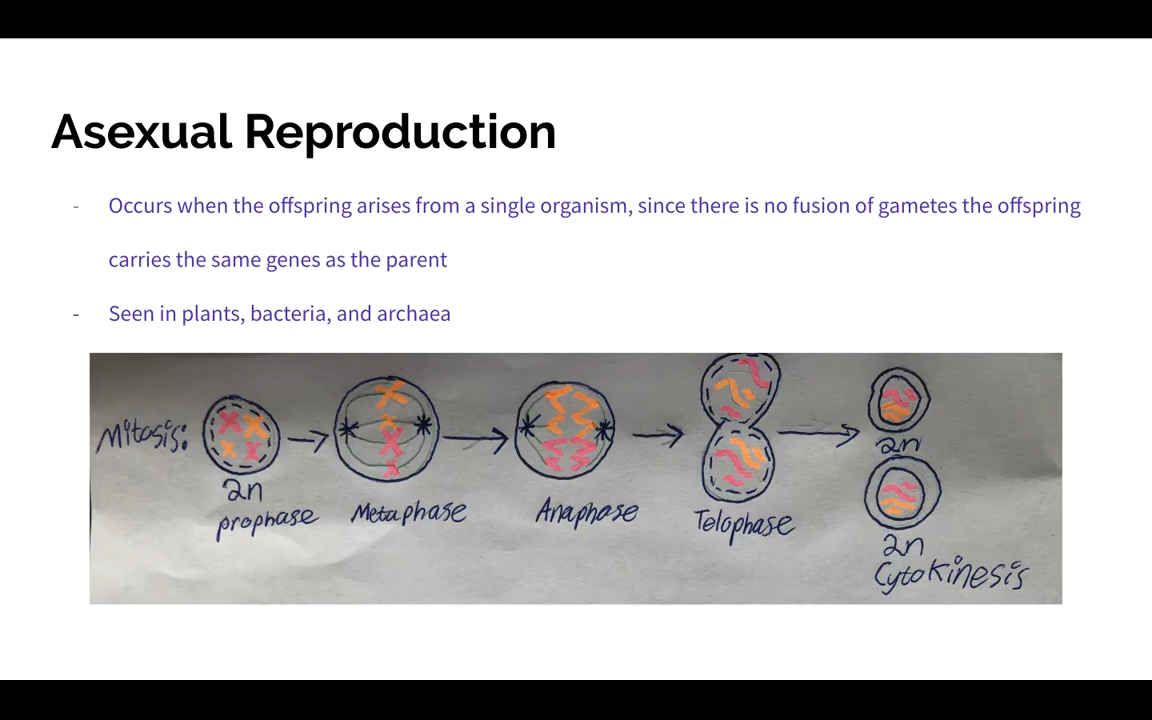 Asexual Reproduction
- Occurs when the offspring arises from a single organism, since there is no fusion of gametes the offspring
carries the same genes as the parent
- Seen in plants, bacteria, and archaea
Mitosis:
2n
prophase
Metaphase
Anaphase
Telophase
2n
2n
Cytokinesis